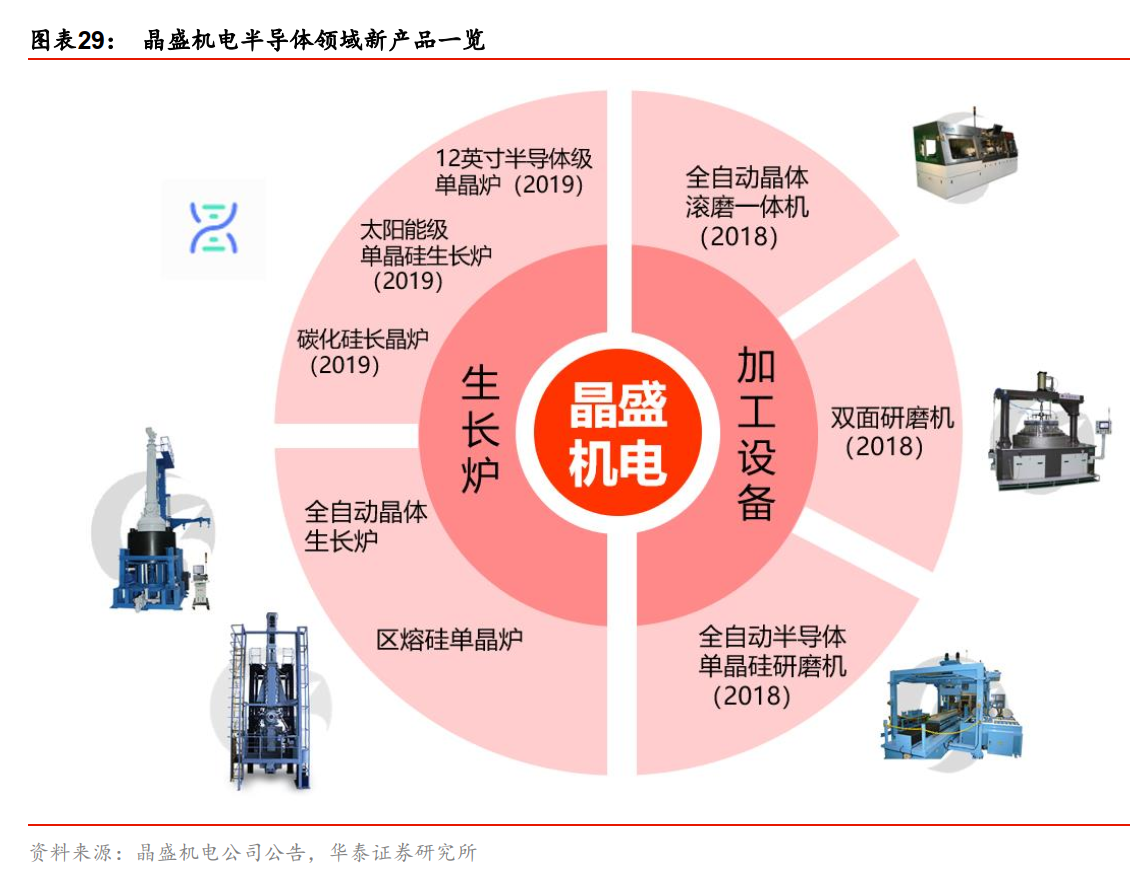 图表29： 晶盛机电半导体领域新产品一览
12英寸半导体级
单晶炉（2019）
太阳能级
单晶硅生长炉
（2019）
碳化硅长晶炉
（2019）
生
长
炉
全自动晶体
生长炉
区熔硅单晶炉
晶盛
机电
加
工
设
备
全自动晶体
滚磨一体机
（2018）
双面研磨机
（2018）
全自动半导体
单晶硅研磨机
（2018）
资料来源：晶盛机电公司公告，华泰证券研究所